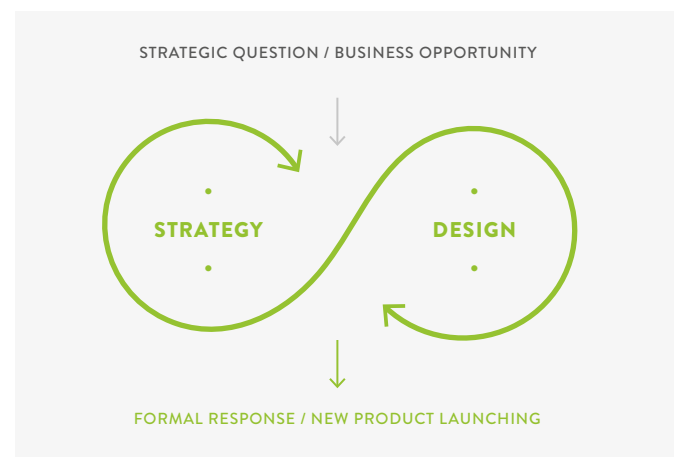 STRATEGIC QUESTION / BUSINESS OPPORTUNITY
STRATEGY
DESIGN
FORMAL RESPONSE / NEW PRODUCT LAUNCHING